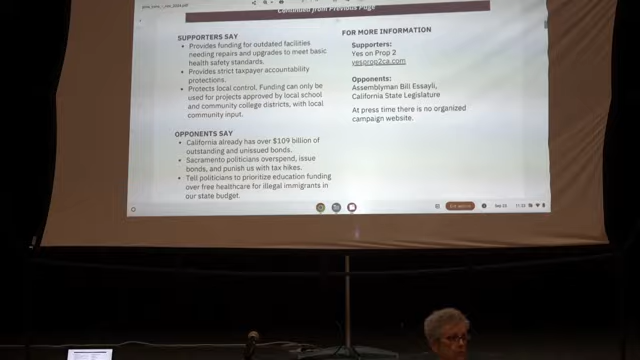 Continued from Previous Page
SUPPORTERS SAY
• Provides funding for outdated facilities
needing repairs and upgrades to meet basic
health safety standards.
• Provides strict taxpayer accountability
protections.
• Protects local control. Funding can only be
used for projects approved by local school
and community college districts, with local
community input.
OPPONENTS SAY
• California already has over $109 billion of
outstanding and unissued bonds.
• Sacramento politicians overspend, issue
bonds, and punish us with tax hikes.
• Tell politicians to prioritize education funding
over free healthcare for illegal immigrants in
our state budget.
FOR MORE INFORMATION
Supporters:
Yes on Prop 2
yesprop2ca.com
Opponents:
Assemblyman Bill Essayli,
California State Legislature
At press time there is no organized
campaign website.